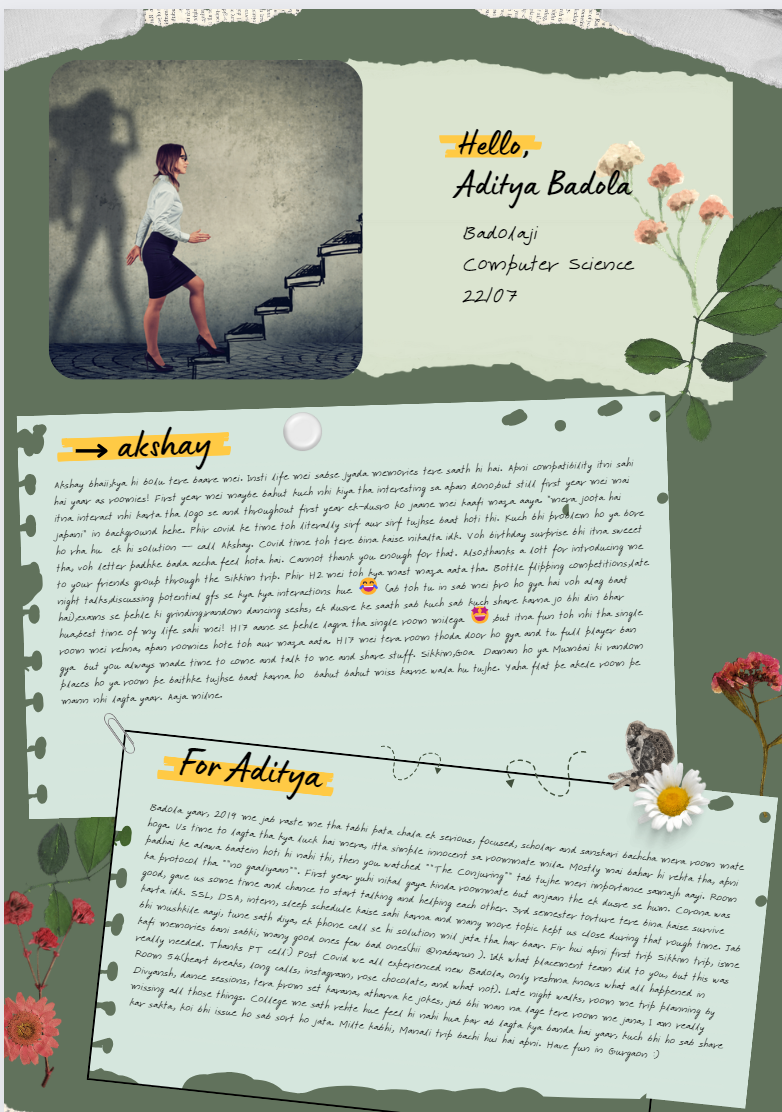 Hello,
Aditya Badola
Badolaji
Computer Science
22/07
→ akshay
Akshay bhaii,kya hi bolu tere baare mei. Insti life mei sabse jyada memories tere saath hi hai. Apni compatibility itni sahi
hai yaar as roomies! First year mei maybe bahut kuch nhi kiya tha interesting sa apan dono,but still first year mei mai
itna interact nhi karta tha logo se and throughout first year ek-dusro ko jaane mei kaafi maza aaya. "mera joota hai
japani" in background hehe. Phir covid ke time toh literally sirf aur sirf tujhse baat hoti thi. Kuch bhi problem ho ya bore
ho rha hu ek hi solution — call Akshay. Covid time toh tere bina kaise nikalta idk. Voh birthday surprise bhi itna sweeet
tha, voh letter padhke bada accha feel hota hai. Cannot thank you enough for that. Also,thanks a lott for introducing me
to your friends group through the Sikkim trip. Phir H2 mei toh kya mast maza aata tha. Bottle flipping competitions,late
night talks,discussing potential gfs se kya kya interactions hue 😂 (ab toh tu in sab mei pro ho gya hai voh alag baat
hai),exams se pehle ki grinding,random dancing seshs, ek dusre ke saath sab kuch sab kuch share karna jo bhi din bhar
hua,best time of my life sahi mei! H17 aane se pehle lagra tha single room milega 🤩 ,but itna fun toh nhi tha single
room mei rehna, apan roomies hote toh aur maza aata. H17 mei tera room thoda door ho gya and tu full player ban
gya but you always made time to come and talk to me and share stuff. Sikkim,Goa Daman ho ya Mumbai ki random
places ho ya room pe baithke tujhse baat karna ho bahut bahut miss karne wala hu tujhe. Yaha flat pe akele room pe
mann nhi lagta yaar. Aaja milne.
For Aditya
Badola yaar, 2019 me jab raste me tha tabhi pata chala ek serious, focused, scholar and sanskari bachcha mera room mate
hoga. Us time to lagta tha kya luck hai mera, itta simple innocent sa roommate mila. Mostly mai bahar hi rehta tha, apni
padhai ke alawa baatein hoti hi nahi thi, then you watched ""The Conjuring"" tab tujhe meri importance samajh aayi. Room
ka protocol tha ""no gaaliyaan"". First year yuhi nikal gaya kinda roommate but anjaan the ek dusre se hum. Corona was
good, gave us some time and chance to start talking and helping each other. 3rd semester torture tere bina kaise survive
karta idk. SSL, DSA, intern, sleep schedule kaise sahi karna and many more topic kept us close during that rough time. Jab
bhi mushkile aayi, tune sath diya, ek phone call se hi solution mil jata tha har baar. Fir hui apni first trip Sikkim trip, isme
kafi memories bani sabki, many good ones few bad ones(hii @nabarun ). Idk what placement team did to you, but this was
really needed. Thanks PT cell:) Post Covid we all experienced new Badola, only reshma knows what all happened in
Room 54(heart breaks, long calls, instagram, rose chocolate, and what not). Late night walks, room me trip planning by
Divyansh, dance sessions, tera prom set karana, atharva ke jokes, jab bhi man na lage tere room me jana, I am really
missing all those things. College me sath rehte hue feel hi nahi hua par ab lagta kya banda hai yaar, kuch bhi ho sab share
kar sakta, koi bhi issue ho sab sort ho jata. Milte kabhi, Manali trip bachi hui hai apni. Have fun in Gurgaon :)